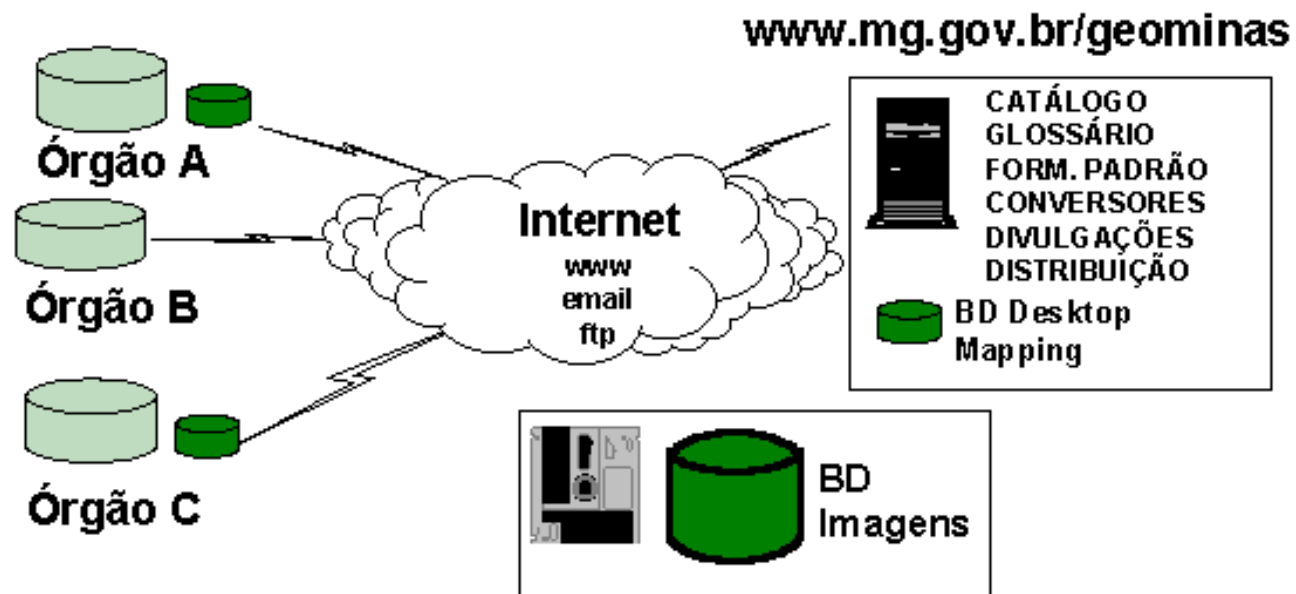 www.mg.gov.br/geominas
Órgão A
Órgão B
Órgão C
Internet
www
email
ftp
CATÁLOGO
GLOSSÁRIO
FORM. PADRÃO
CONVERSORES
DIVULGAÇÕES
DISTRIBUIÇÃO
BD Desktop
Mapping
BD
Imagens